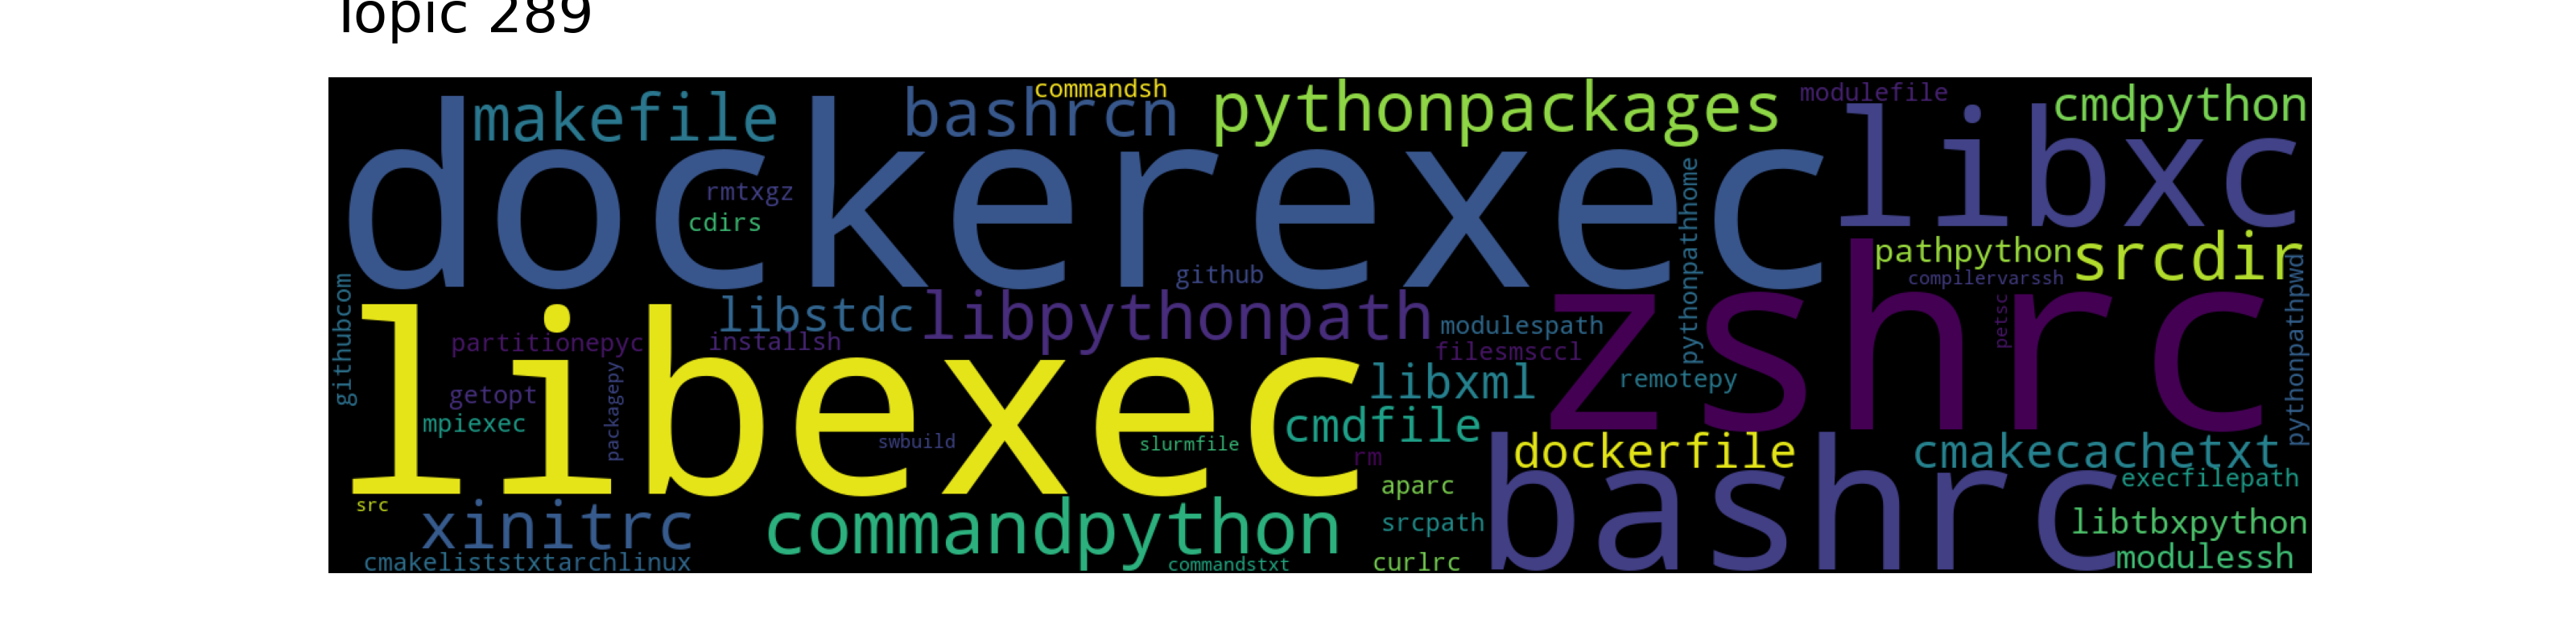 Topic 289
commandsh
makefile
bashrcn
pythonpackages
modulefile
cmdpython
dockerexec
libxc
rmtxgz
cdirs
pythonpathhome
github
pathpython
srcdir
compilervarssh
githubcom
libstdc
libpythonpath
modulespath
petsc
pythonpathpwd
partitionepyc
installsh
filesmsccl
zshrc
libexec
libxml
remotepy
getopt
packagepy
mpiexec
swbuild
slurmfile
cmdfile
rm
dockerfile
cmakecachetxt
aparc
execfilepath
src
xinitrc
commandpython
srcpath
bashrc
libtbxpython
cmakeliststxtarchlinux
commandstxt
curlrc
modulessh